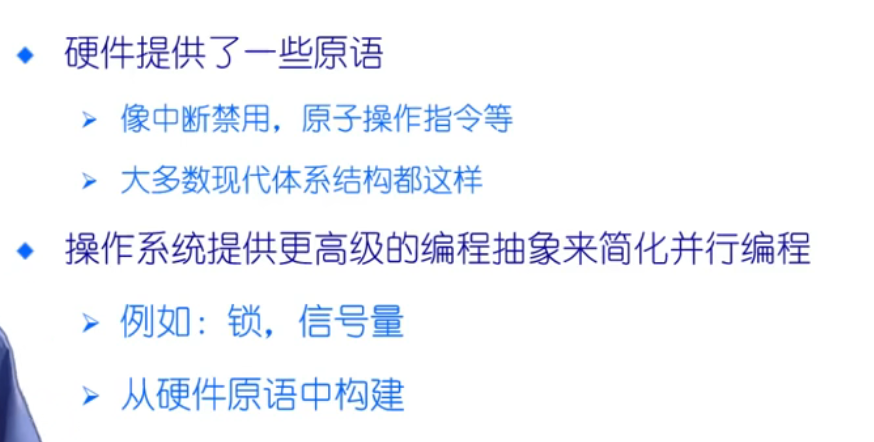 硬件提供了一些原语
像中断禁用，原子操作指令等
大多数现代体系结构都这样
操作系统提供更高级的编程抽象来简化并行编程
例如：锁，信号量
从硬件原语中构建